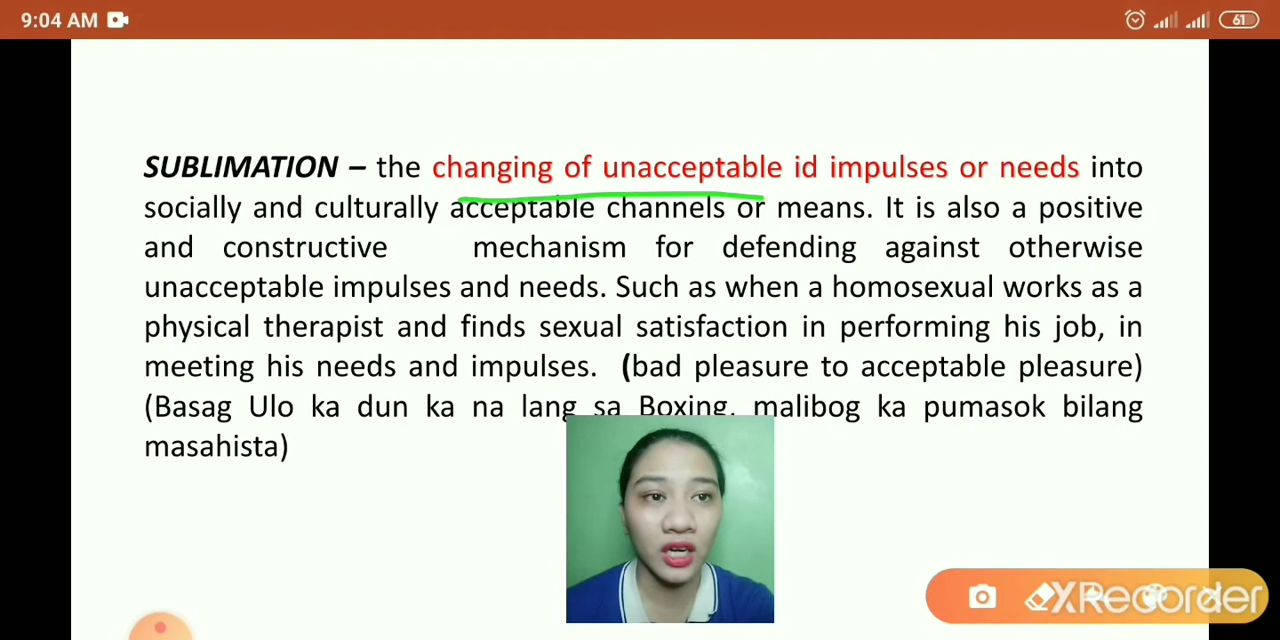 9:04 AM
61
SUBLIMATION – the changing of unacceptable id impulses or needs into
socially and culturally acceptable channels or means. It is also a positive
and constructive mechanism for defending against otherwise
unacceptable impulses and needs. Such as when a homosexual works as a
physical therapist and finds sexual satisfaction in performing his job, in
meeting his needs and impulses. (bad pleasure to acceptable pleasure)
(Basag Ulo ka dun ka na lang sa Boxing, malibog ka pumasok bilang
masahista)
XRecorder